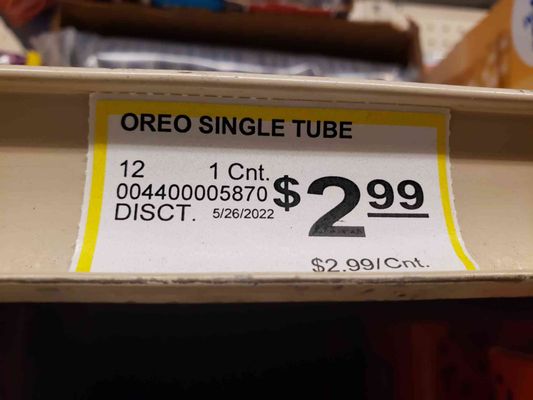 OREO SINGLE TUBE
12 1 Cnt.
004400005870
DISCT. 5/26/2022
$2.99
$2.99/Cnt.